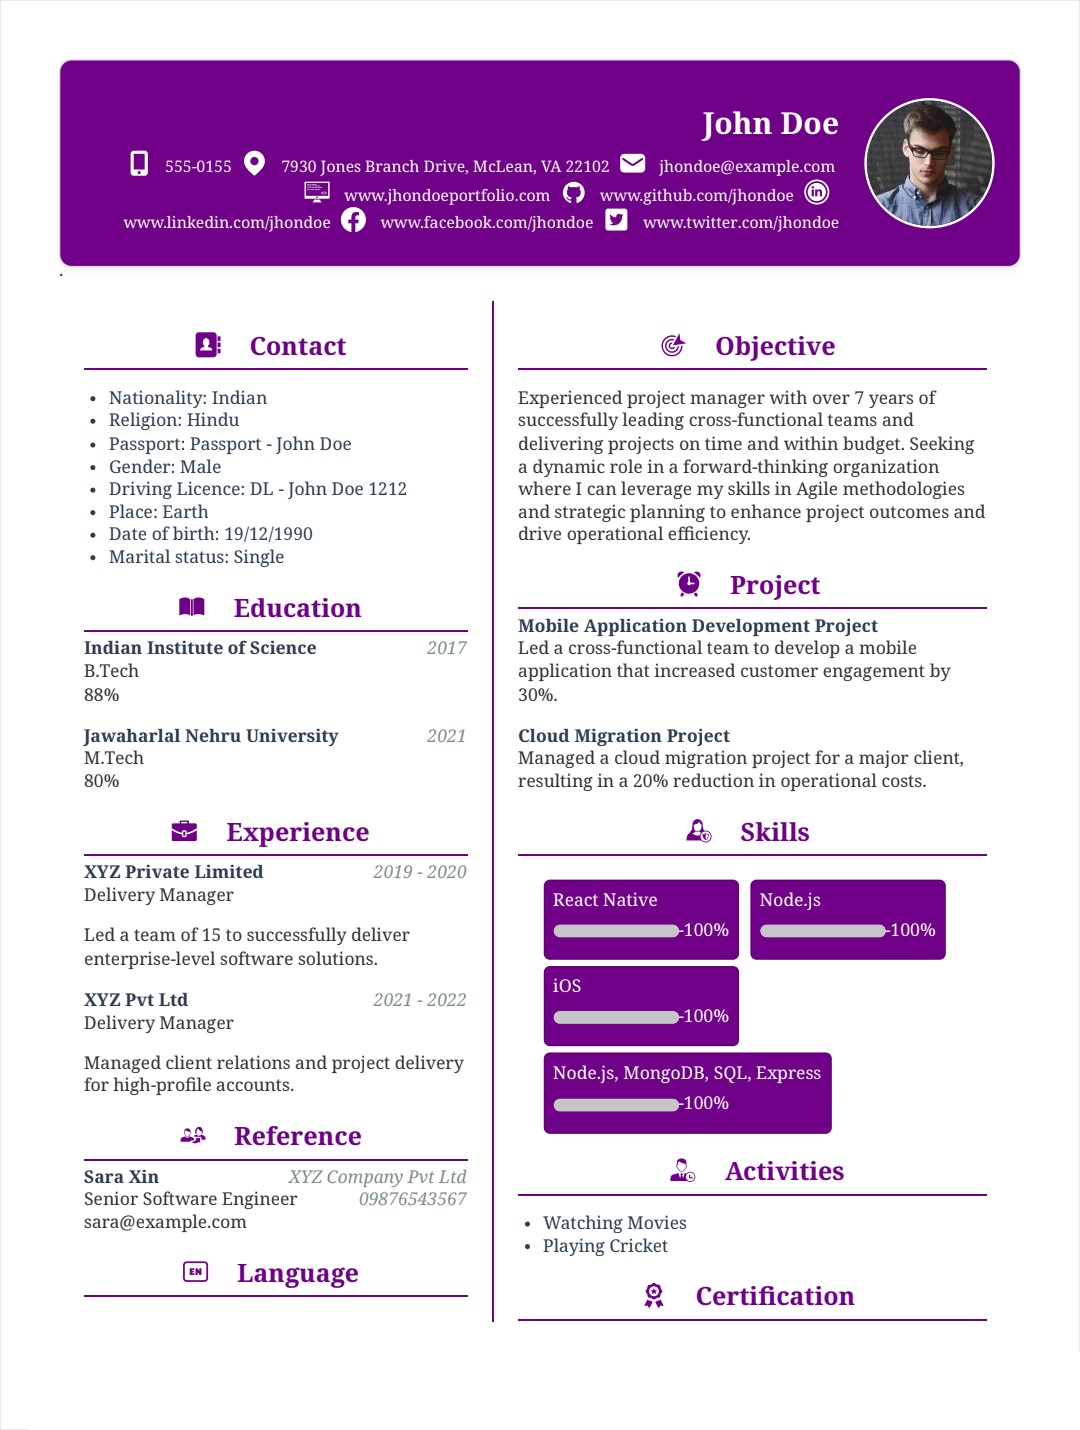 John Doe
555-0155 7930 Jones Branch Drive, McLean, VA 22102 jhondoe@example.com
www.jhondoeportfolio.com www.github.com/jhondoe
www.linkedin.com/jhondoe www.facebook.com/jhondoe www.twitter.com/jhondoe
.
Contact
• Nationality: Indian
• Religion: Hindu
• Passport: Passport - John Doe
• Gender: Male
• Driving Licence: DL - John Doe 1212
• Place: Earth
• Date of birth: 19/12/1990
• Marital status: Single
Education
Indian Institute of Science 2017
B.Tech
88%
Jawaharlal Nehru University 2021
M.Tech
80%
Experience
XYZ Private Limited 2019 - 2020
Delivery Manager
Led a team of 15 to successfully deliver
enterprise-level software solutions.
XYZ Pvt Ltd 2021 - 2022
Delivery Manager
Managed client relations and project delivery
for high-profile accounts.
Reference
Sara Xin XYZ Company Pvt Ltd
Senior Software Engineer 09876543567
sara@example.com
EN Language
Objective
Experienced project manager with over 7 years of
successfully leading cross-functional teams and
delivering projects on time and within budget. Seeking
a dynamic role in a forward-thinking organization
where I can leverage my skills in Agile methodologies
and strategic planning to enhance project outcomes and
drive operational efficiency.
Project
Mobile Application Development Project
Led a cross-functional team to develop a mobile
application that increased customer engagement by
30%.
Cloud Migration Project
Managed a cloud migration project for a major client,
resulting in a 20% reduction in operational costs.
Skills
React Native Node.js
-100% -100%
iOS
-100%
Node.js, MongoDB, SQL, Express
-100%
Activities
• Watching Movies
• Playing Cricket
Certification